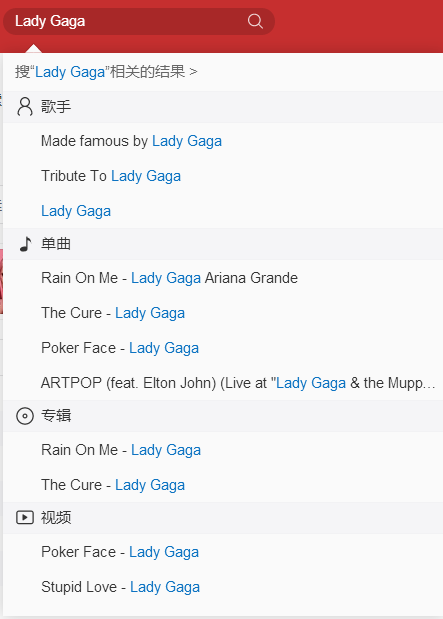 Lady Gaga
搜“Lady Gaga”相关的结果 >
歌手
Made famous by Lady Gaga
Tribute To Lady Gaga
Lady Gaga
单曲
Rain On Me - Lady Gaga Ariana Grande
The Cure - Lady Gaga
Poker Face - Lady Gaga
ARTPOP (feat. Elton John) (Live at "Lady Gaga & the Mupp…
专辑
Rain On Me - Lady Gaga
The Cure - Lady Gaga
视频
Poker Face - Lady Gaga
Stupid Love - Lady Gaga